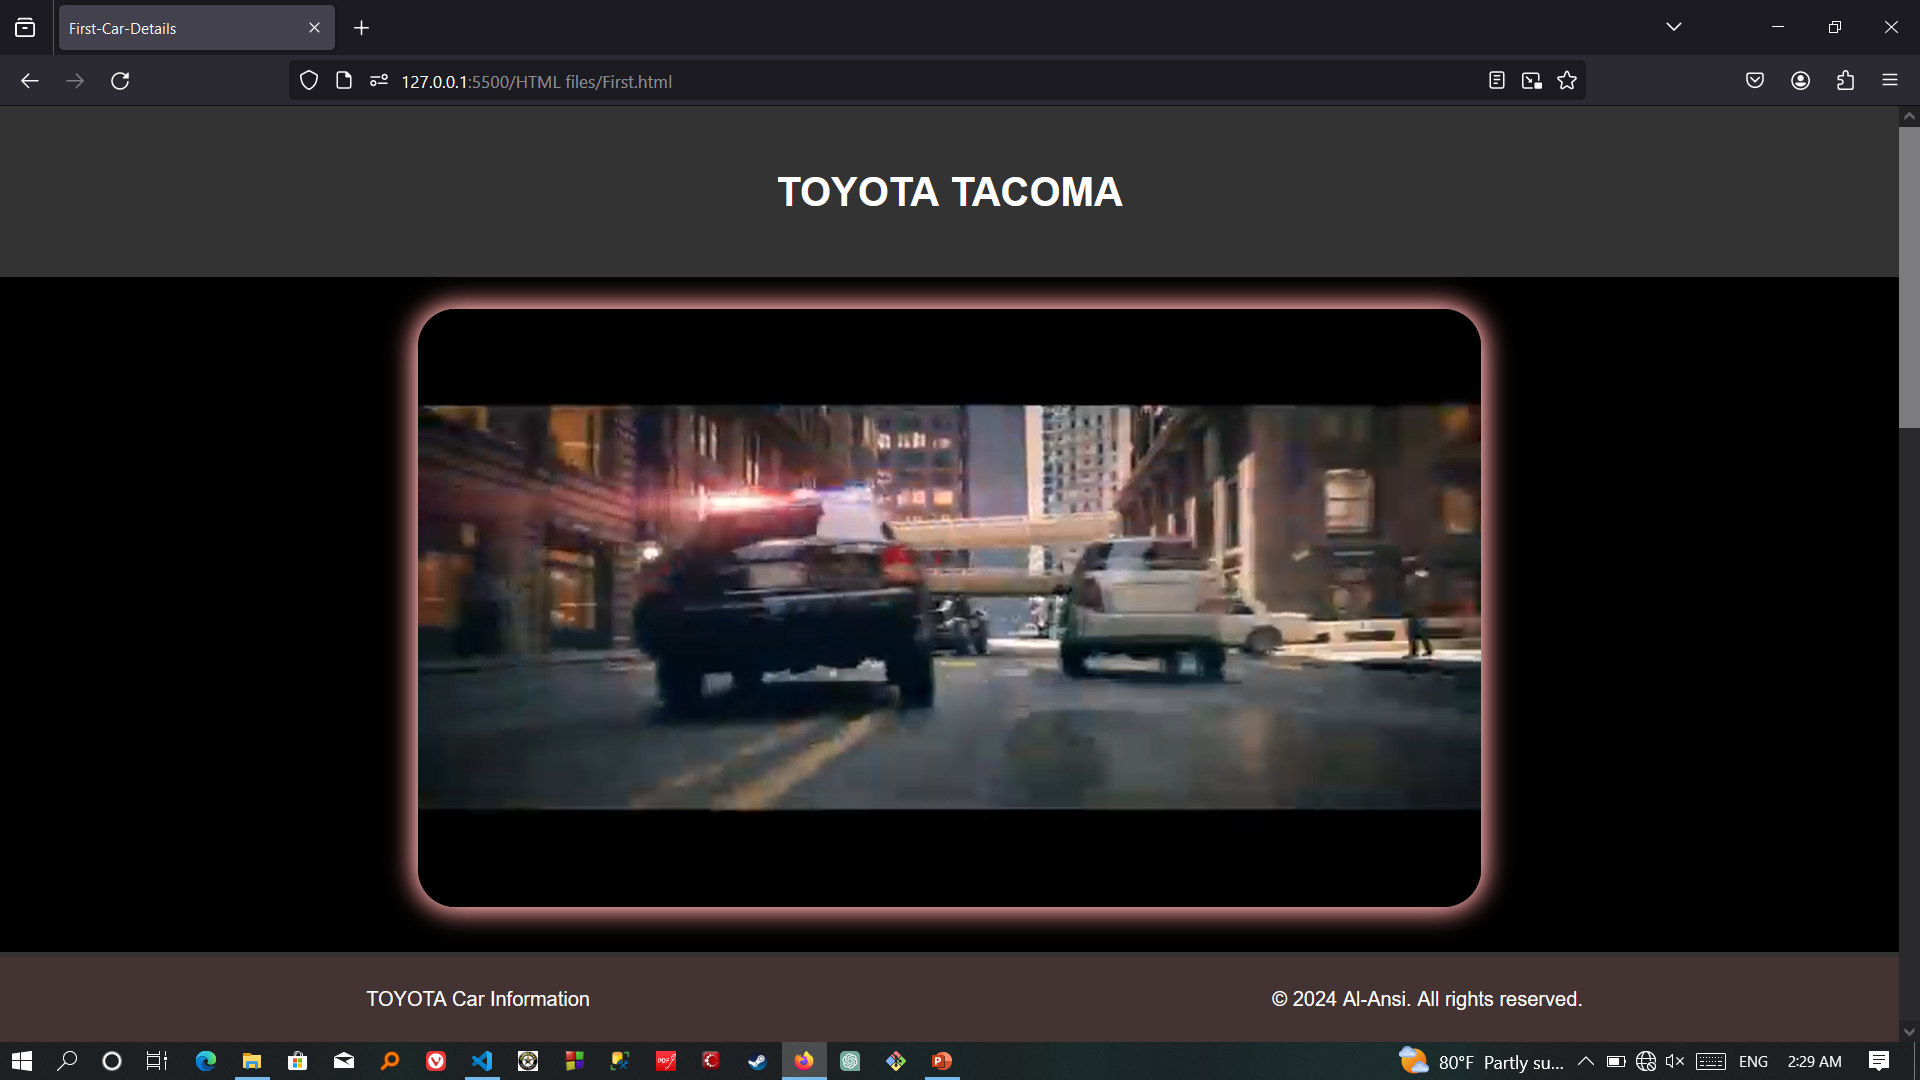 First-Car-Details
127.0.0.1:5500/HTML files/First.html
TOYOTA TACOMA
TOYOTA Car Information
© 2024 Al-Ansi. All rights reserved.
80°F Partly su...
ENG
2:29 AM
PDF